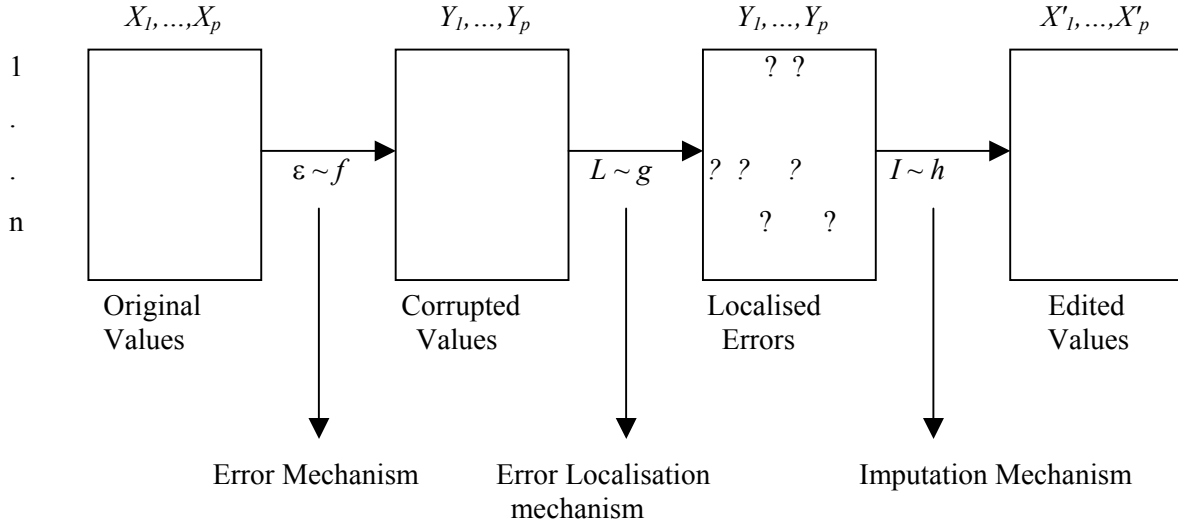 X₁,...,Xₚ Y₁,...,Yₚ Y₁,...,Yₚ X'₁,...,X'ₚ
1 ? ?
.
. ε ~ f L ~ g ? ? ? I ~ h
n ? ?
Original Corrupted Localised Edited
Values Values Errors Values
Error Mechanism Error Localisation Imputation Mechanism
mechanism